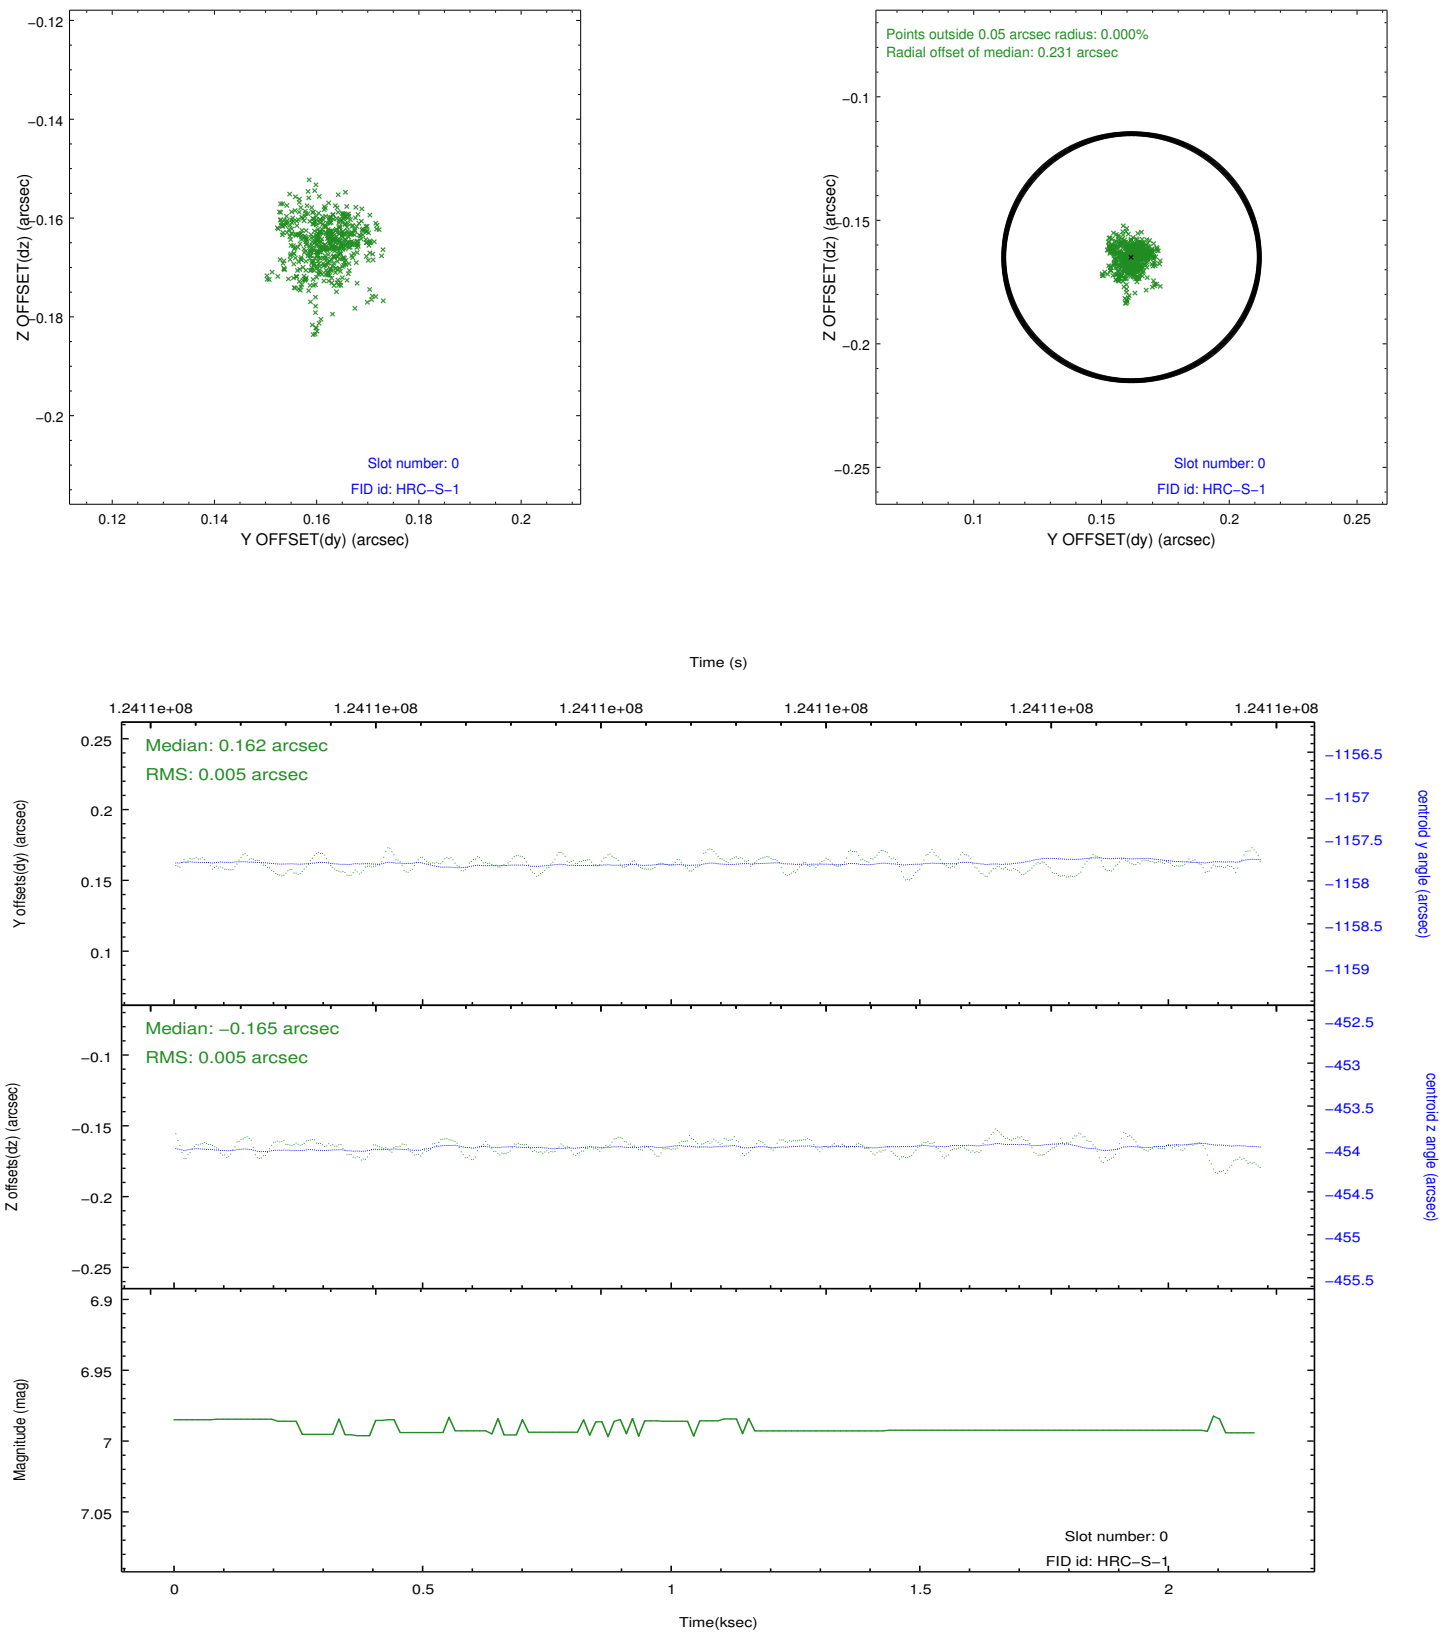 −0.12
−0.14
−0.16
−0.18
−0.2
Z OFFSET(dz) (arcsec)
Slot number: 0
FID id: HRC−S−1
0.12
0.14
0.16
0.18
0.2
Y OFFSET(dy) (arcsec)
Points outside 0.05 arcsec radius: 0.000%
Radial offset of median: 0.231 arcsec
−0.1
−0.15
−0.2
−0.25
Z OFFSET(dz) (arcsec)
Slot number: 0
FID id: HRC−S−1
0.1
0.15
0.2
0.25
Y OFFSET(dy) (arcsec)
Time (s)
1.2411e+08
1.2411e+08
1.2411e+08
1.2411e+08
1.2411e+08
1.2411e+08
Median: 0.162 arcsec
RMS: 0.005 arcsec
0.25
0.2
0.15
0.1
Y offsets(dy) (arcsec)
−1156.5
−1157
−1157.5
−1158
−1158.5
−1159
centroid y angle (arcsec)
Median: −0.165 arcsec
RMS: 0.005 arcsec
−0.1
−0.15
−0.2
−0.25
Z offsets(dz) (arcsec)
−452.5
−453
−453.5
−454
−454.5
−455
−455.5
centroid z angle (arcsec)
6.9
6.95
7
7.05
Magnitude (mag)
Slot number: 0
FID id: HRC−S−1
0
0.5
1
1.5
2
Time(ksec)